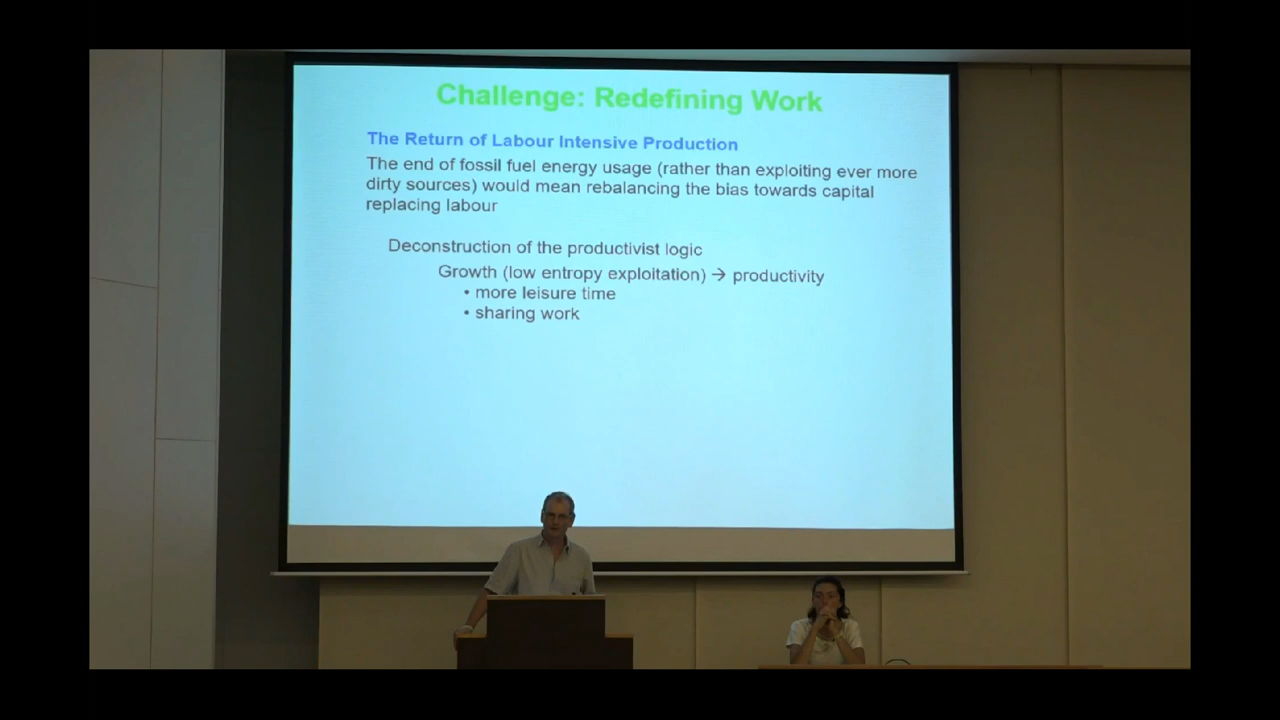 Challenge: Redefining Work
The Return of Labour Intensive Production
The end of fossil fuel energy usage (rather than exploiting ever more
dirty sources) would mean rebalancing the bias towards capital
replacing labour
Deconstruction of the productivist logic
Growth (low entropy exploitation) → productivity
• more leisure time
• sharing work